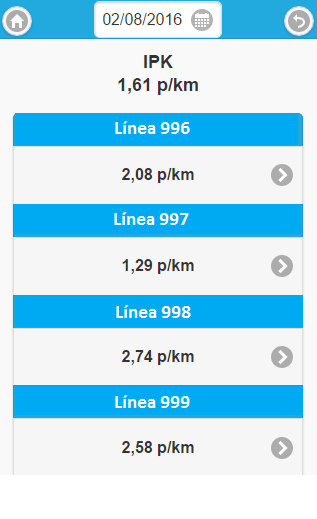 02/08/2016
IPK
1,61 p/km
Línea 996
2,08 p/km
Línea 997
1,29 p/km
Línea 998
2,74 p/km
Línea 999
2,58 p/km